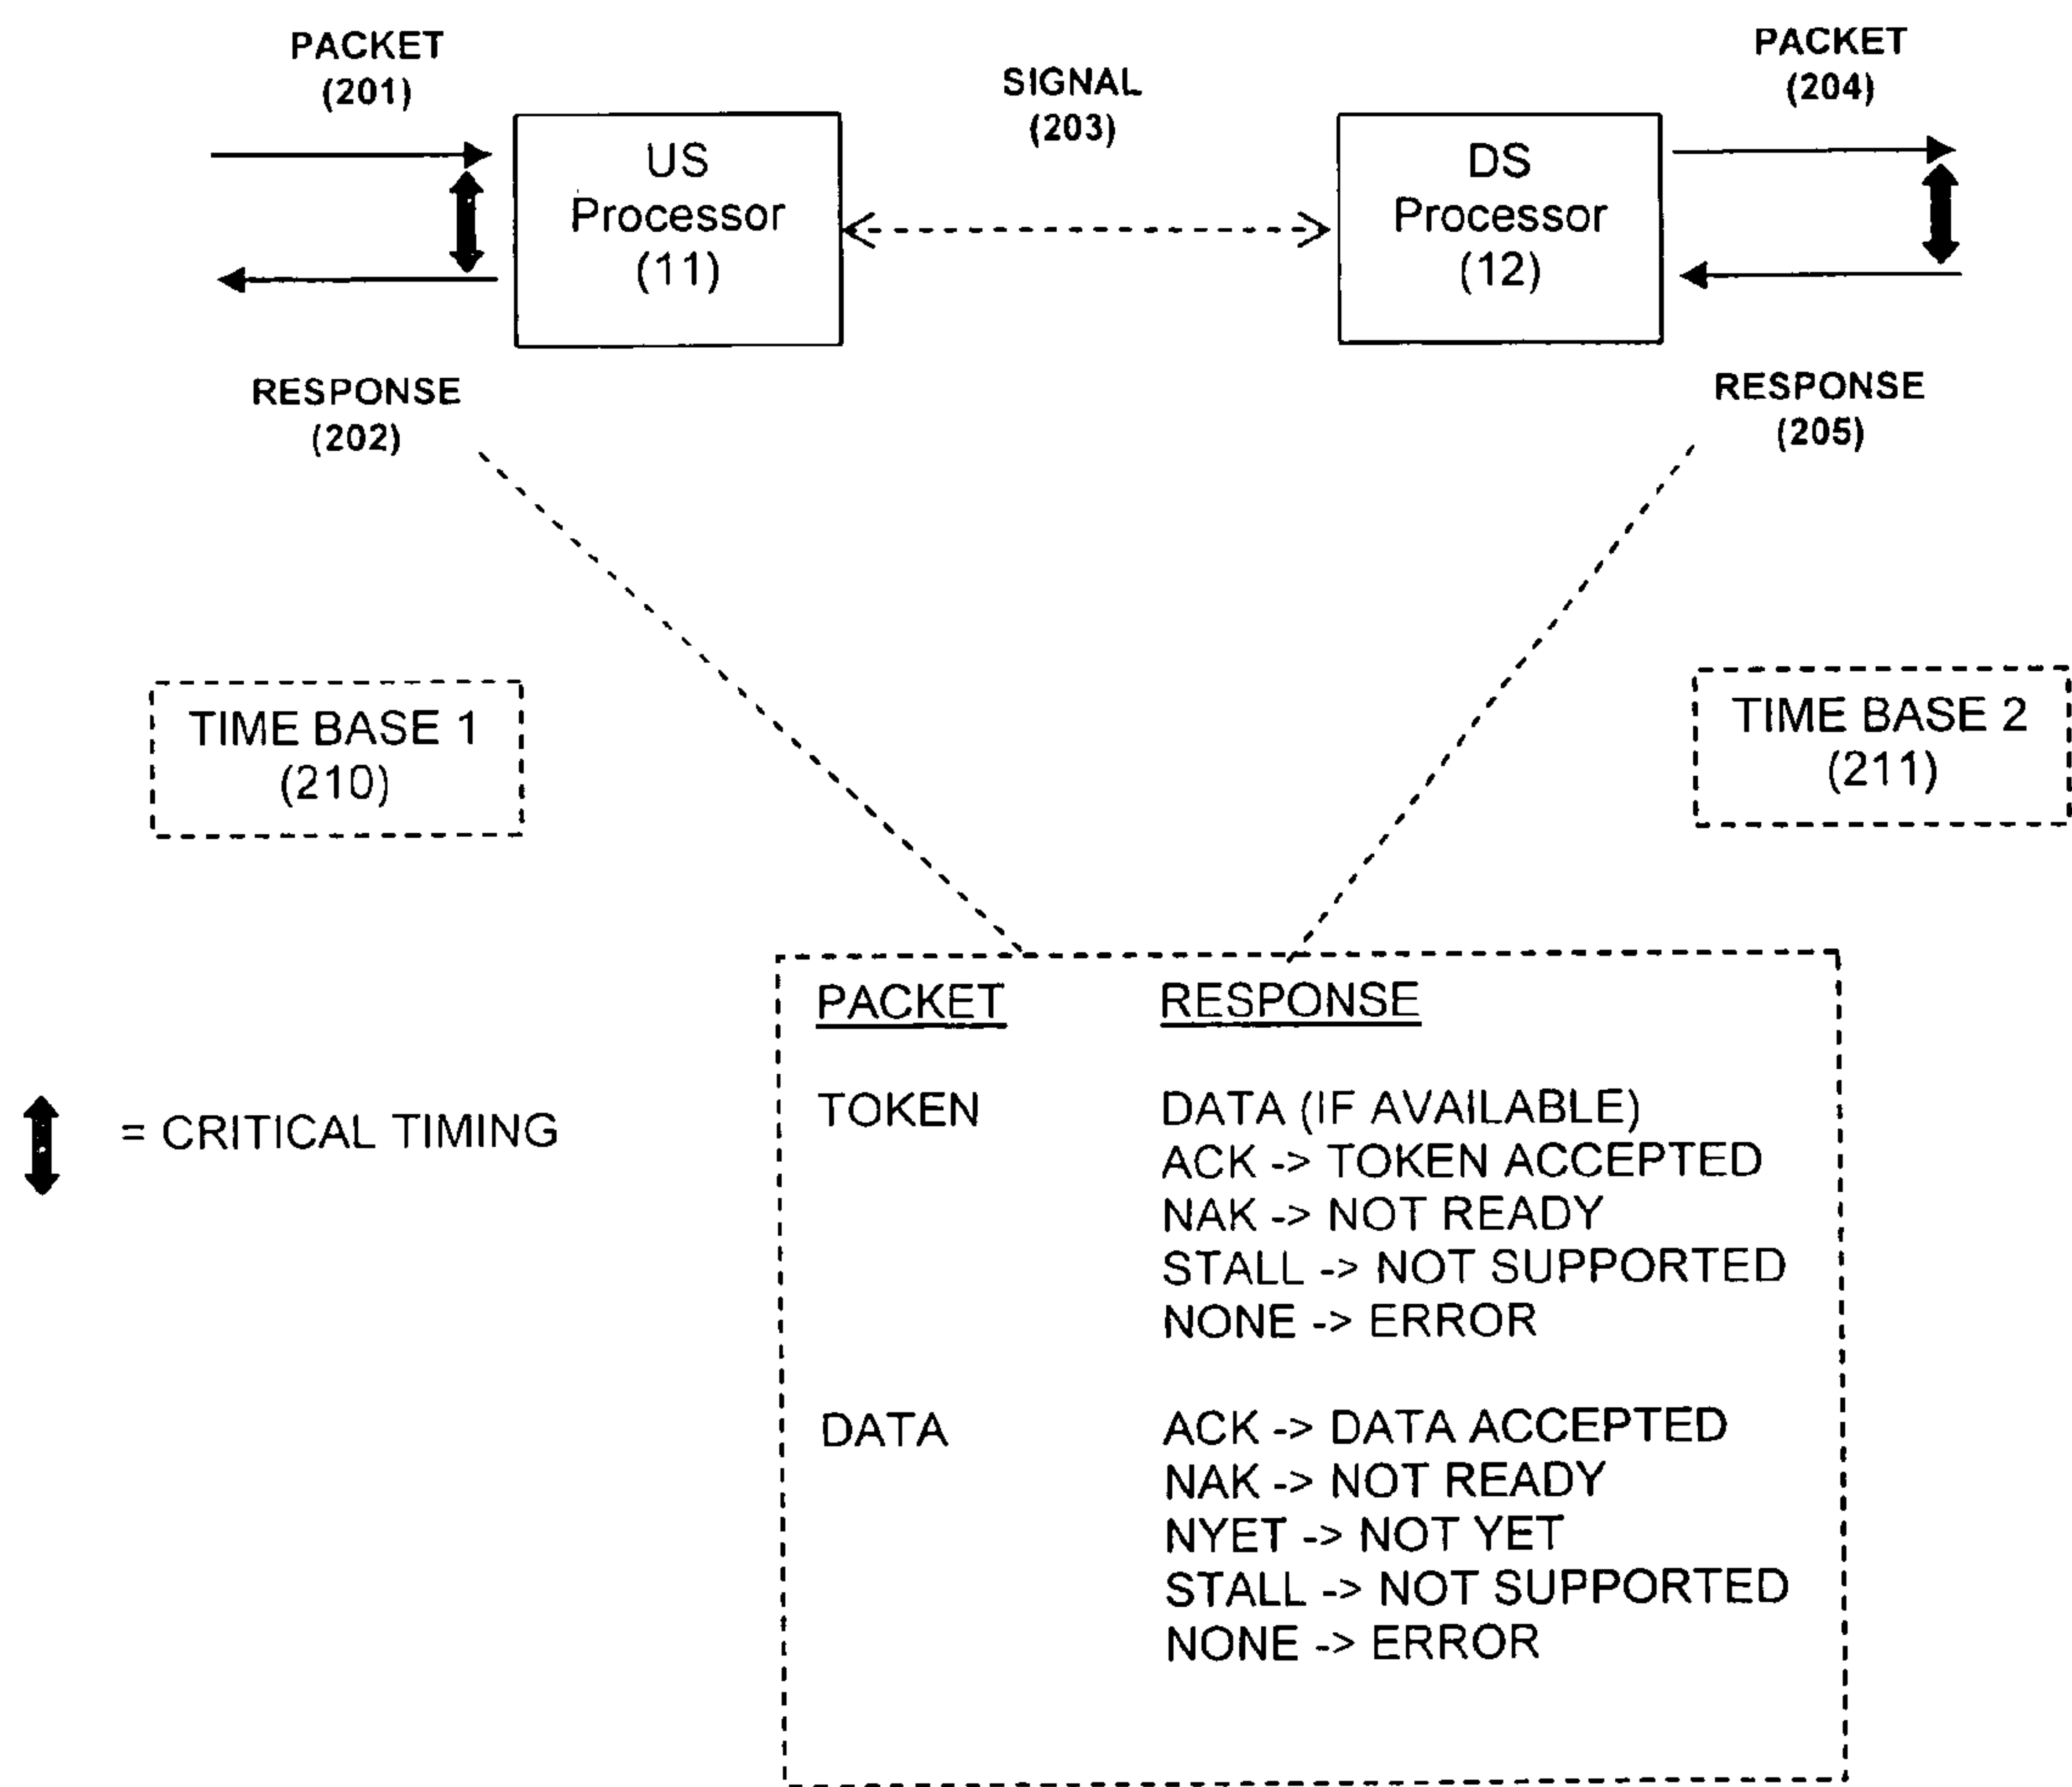 PACKET
(201)
SIGNAL
(203)
PACKET
(204)
US
Processor
(11)
DS
Processor
(12)
RESPONSE
(202)
RESPONSE
(205)
TIME BASE 1
(210)
TIME BASE 2
(211)
= CRITICAL TIMING
PACKET RESPONSE
TOKEN DATA (IF AVAILABLE)
ACK -> TOKEN ACCEPTED
NAK -> NOT READY
STALL -> NOT SUPPORTED
NONE -> ERROR
DATA ACK -> DATA ACCEPTED
NAK -> NOT READY
NYET -> NOT YET
STALL -> NOT SUPPORTED
NONE -> ERROR